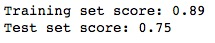 Training set score: 0.89
Test set score: 0.75